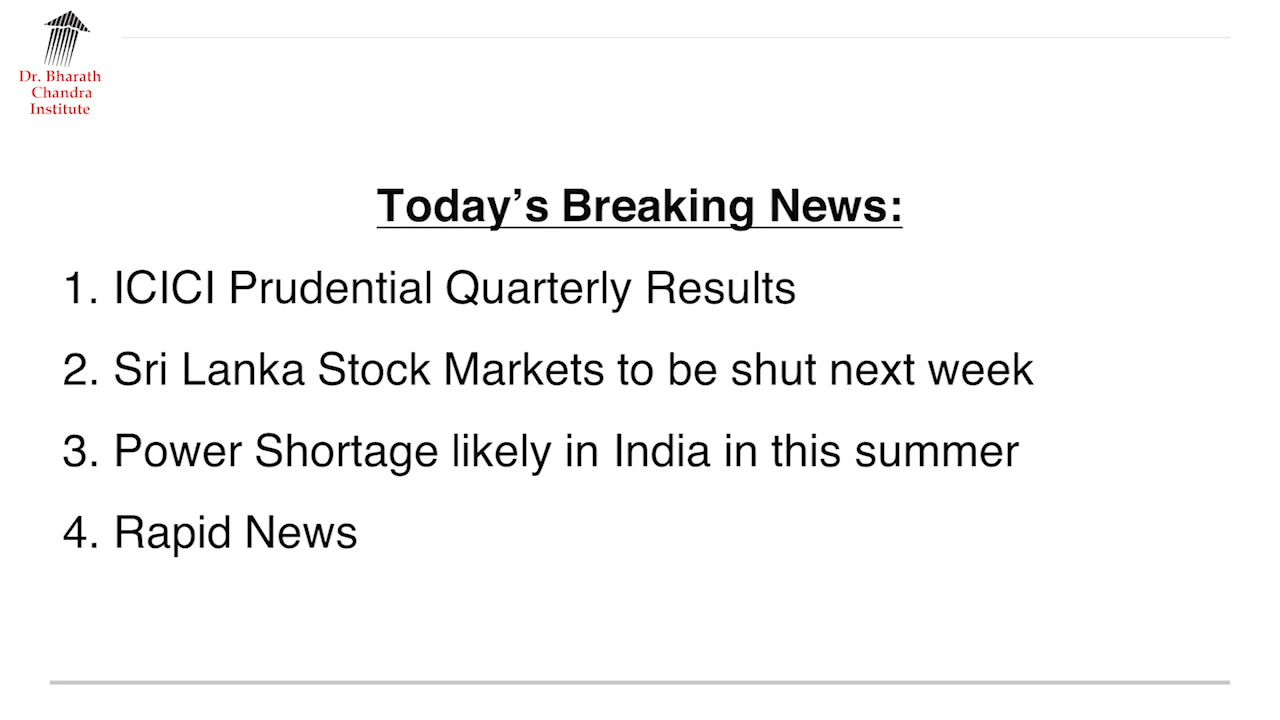 Dr. Bharath
Chandra
Institute
Today’s Breaking News:
1. ICICI Prudential Quarterly Results
2. Sri Lanka Stock Markets to be shut next week
3. Power Shortage likely in India in this summer
4. Rapid News